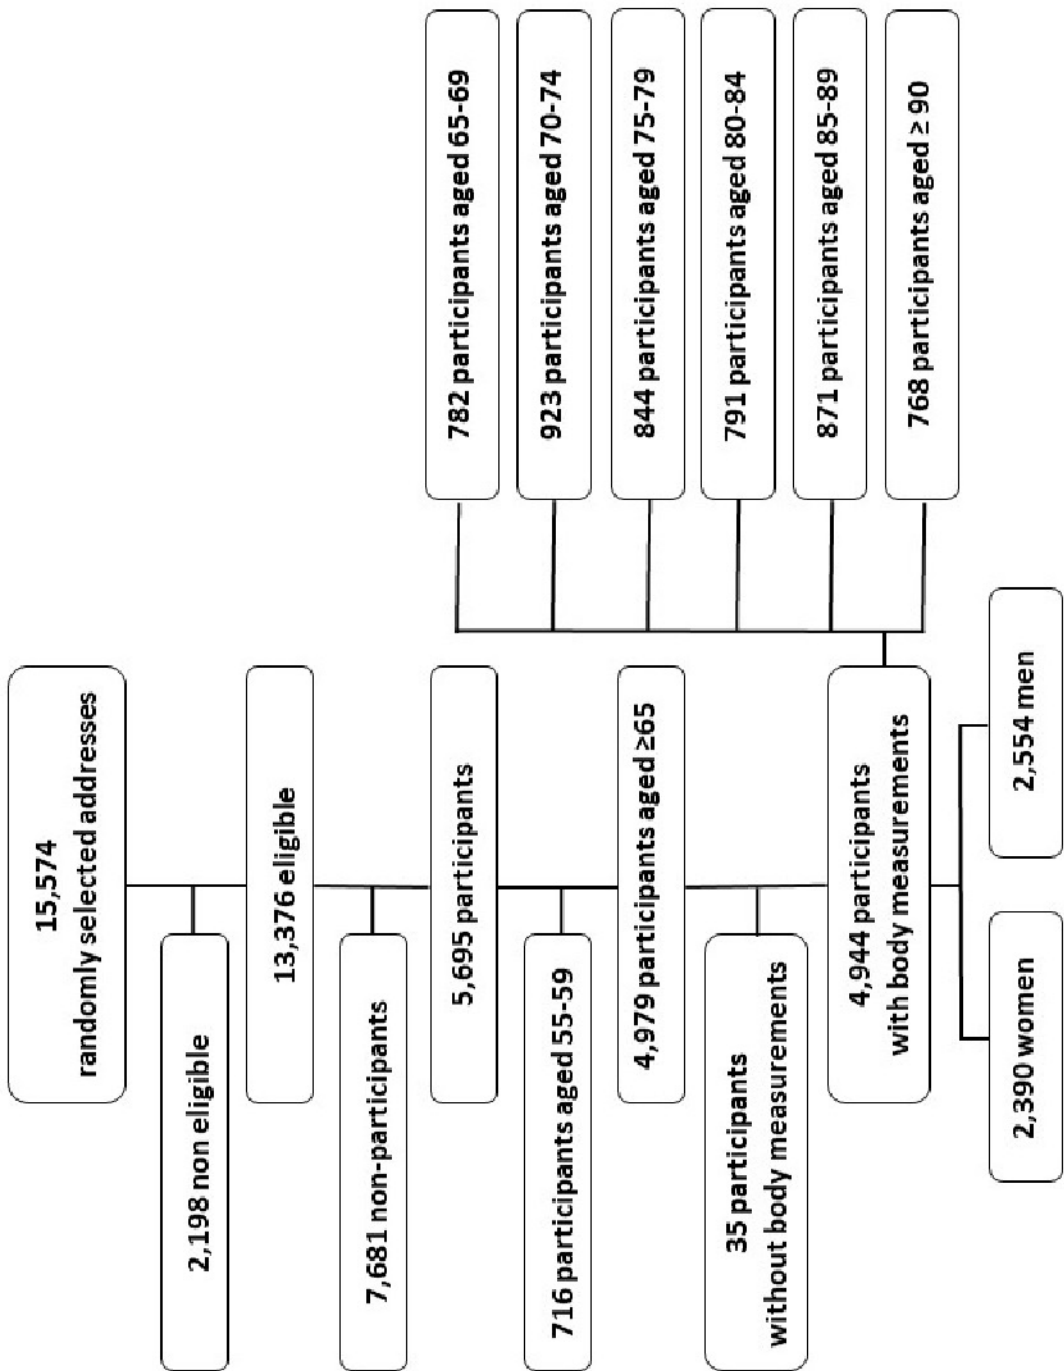 15,574
randomly selected addresses
2,198 non eligible
13,376 eligible
7,681 non-participants
5,695 participants
716 participants aged 55-59
4,979 participants aged ≥65
35 participants
without body measurements
4,944 participants
with body measurements
2,390 women
2,554 men
782 participants aged 65-69
923 participants aged 70-74
844 participants aged 75-79
791 participants aged 80-84
871 participants aged 85-89
768 participants aged ≥ 90